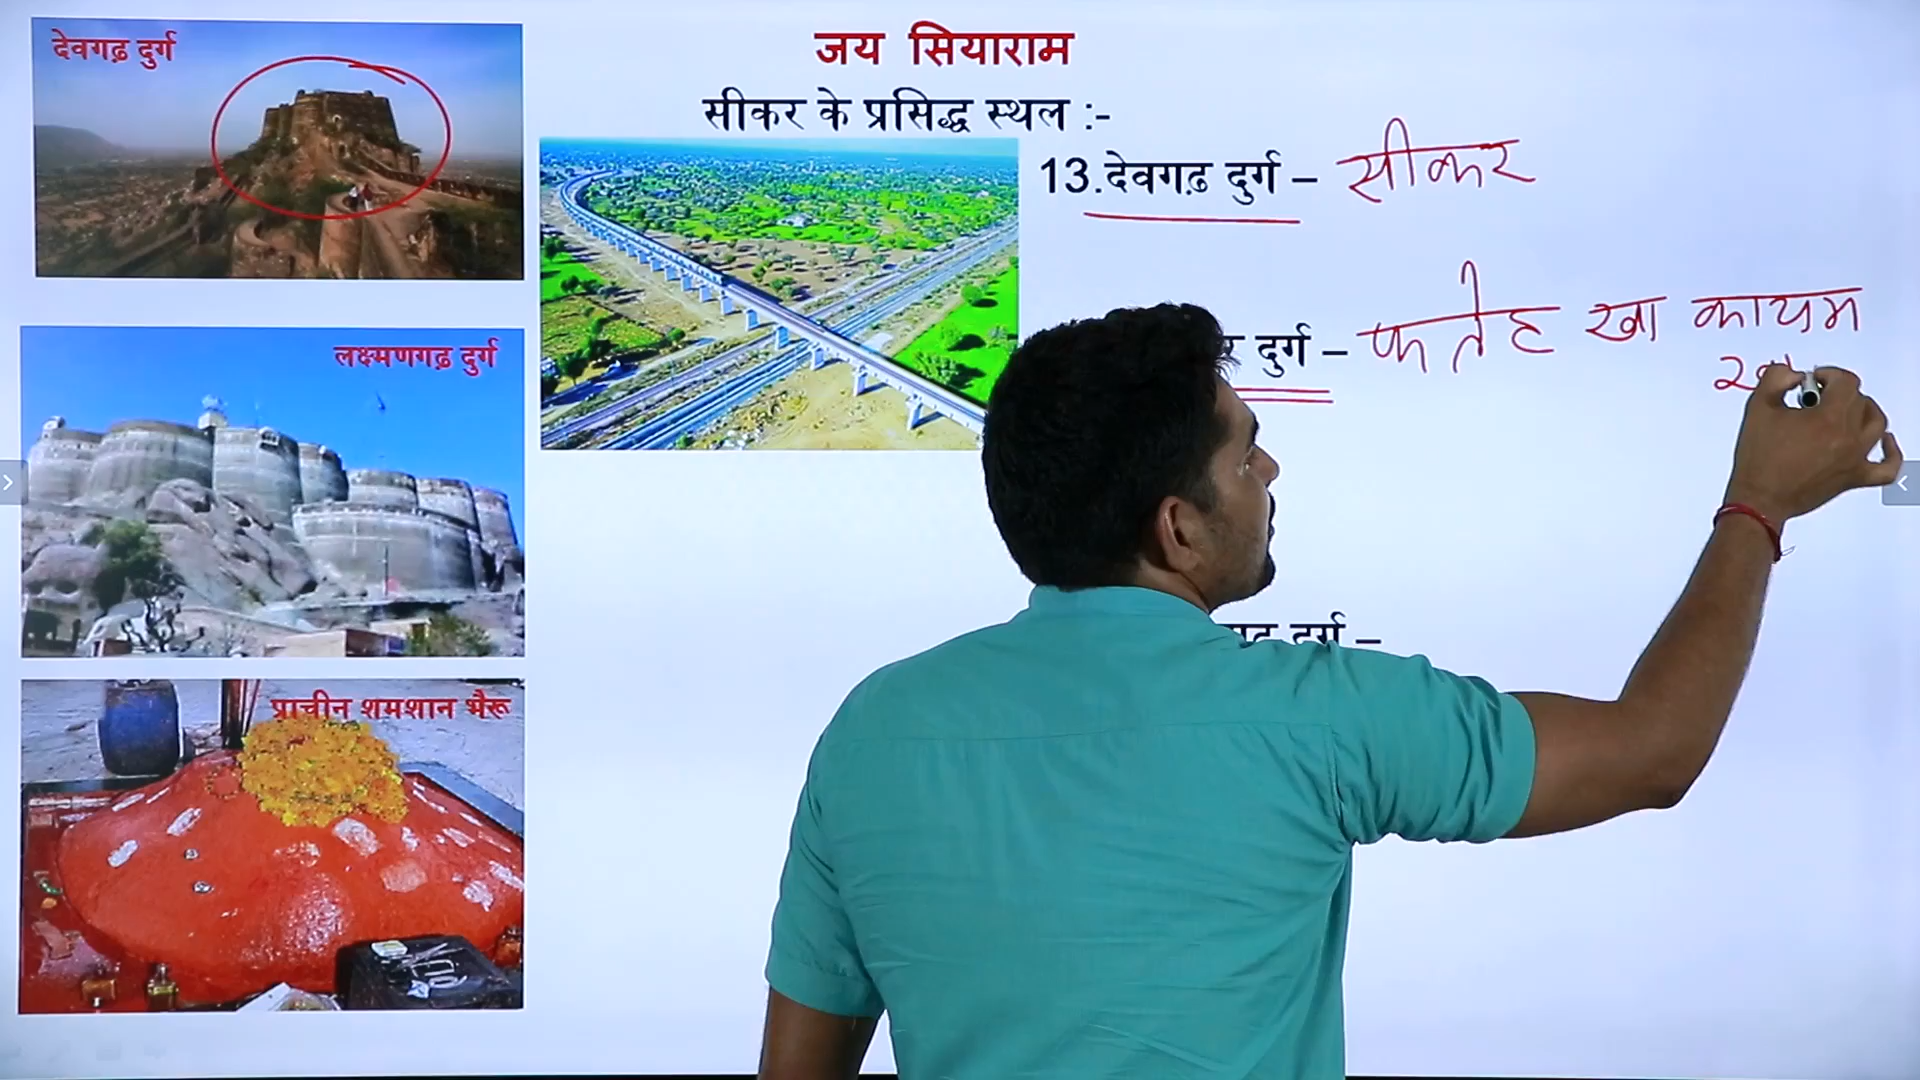 देवगढ़ दुर्ग
जय सियाराम
सीकर के प्रसिद्ध स्थल :-
13.देवगढ़ दुर्ग – सीकर
दुर्ग – फतेह खा कायम
लक्ष्मणगढ़ दुर्ग
दुर्ग –
प्राचीन शमशान भैरू